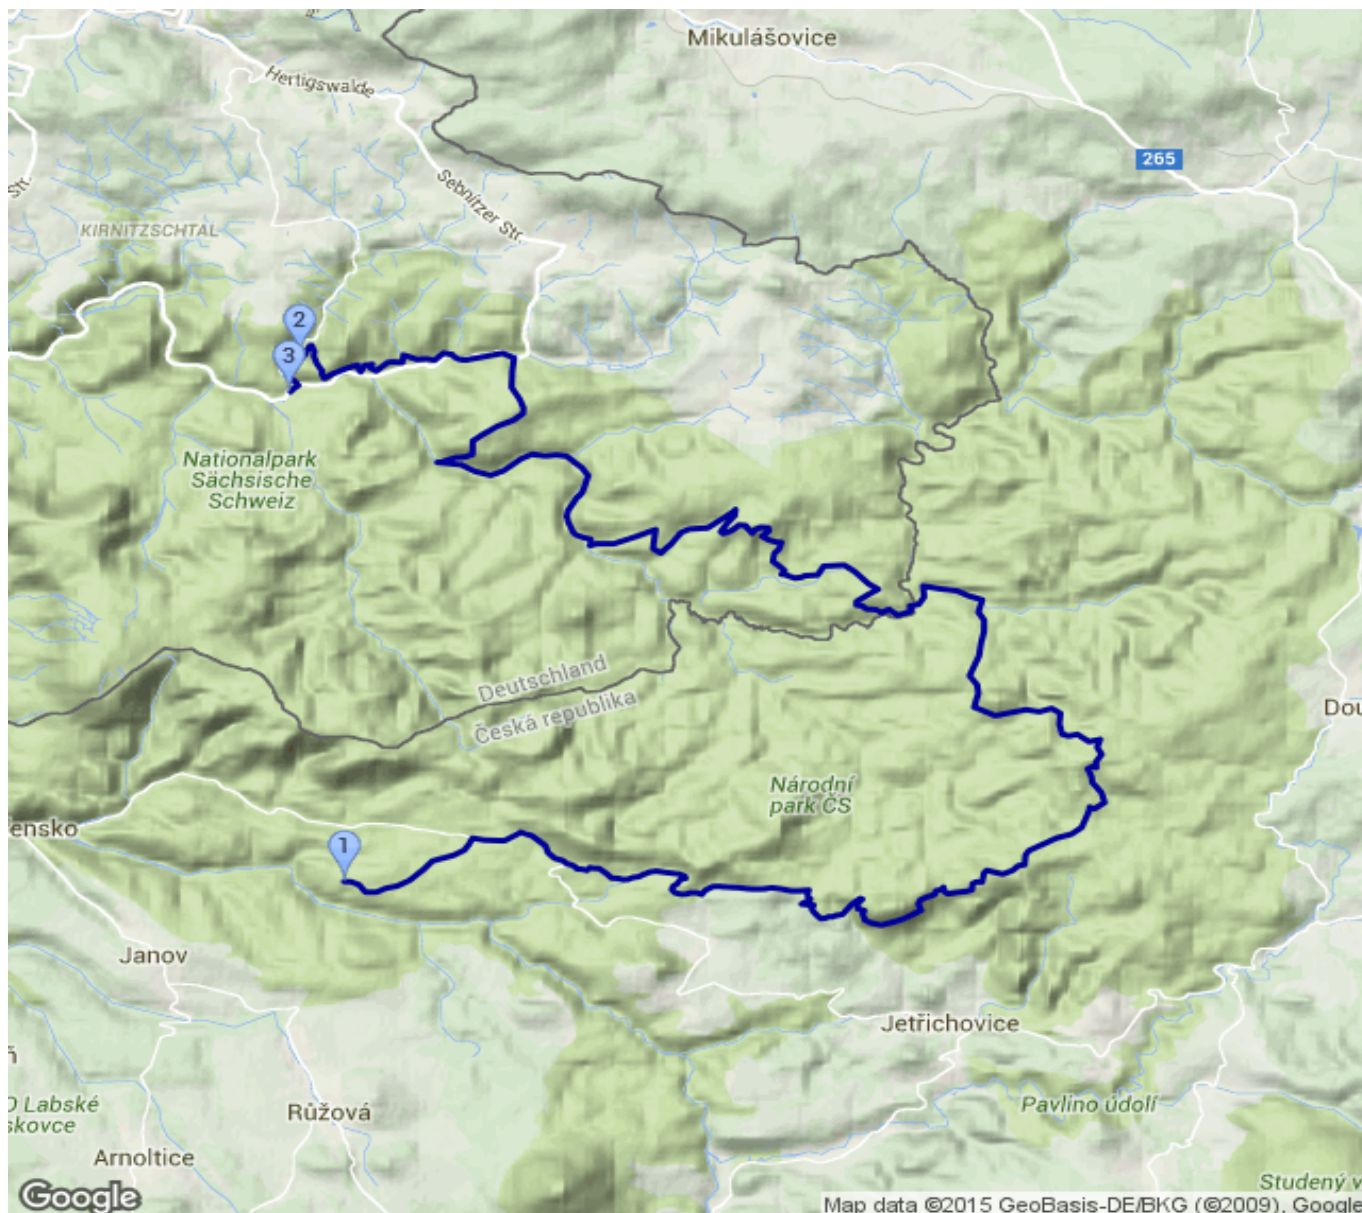 Mikulášovice
Hertigswalde
265
Str.
Sebnitzer Str.
KIRNITZSCHTAL
2
3
Nationalpark
Sächsische
Schweiz
Deutschland
Česká republika
Dou
Národní
park ČS
ensko
1
Janov
Jetřichovice
ň
O Labské
skovce
Růžová
Pavlino údolí
Arnoltice
Studený v
Google
Map data ©2015 GeoBasis-DE/BKG (©2009), Google